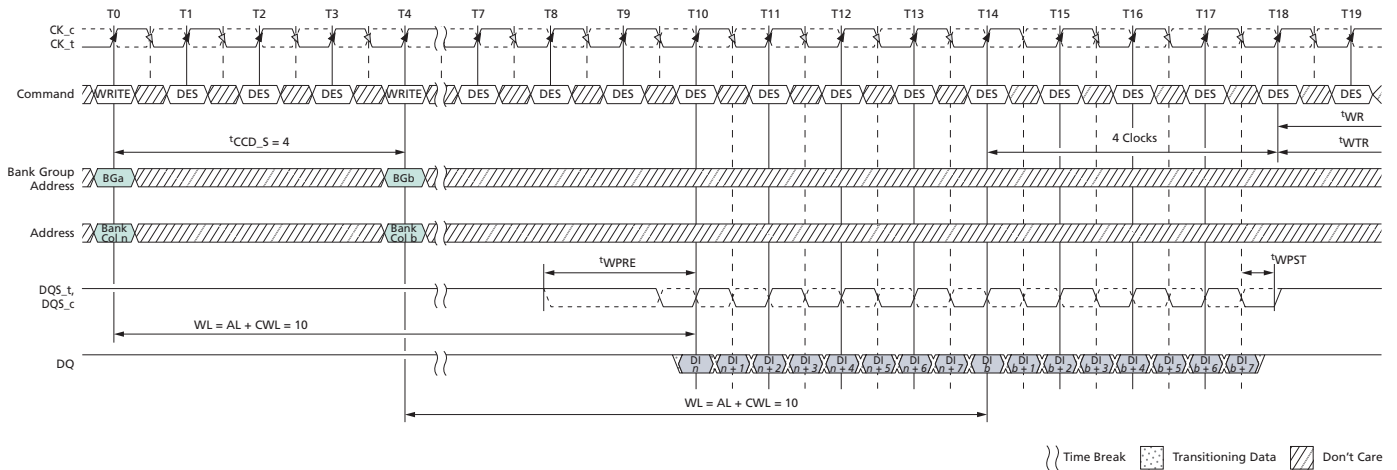 T0 T1 T2 T3 T4 T7 T8 T9 T10 T11 T12 T13 T14 T15 T16 T17 T18 T19
CK_c
CK_t
Command WRITE DES DES DES WRITE DES DES DES DES DES DES DES DES DES DES DES DES DES
tWR
tCCD_S = 4 4 Clocks tWTR
Bank Group
Address
BGa BGb
Address
Bank
Col n
Bank
Col b
tWPRE tWPST
DQS_t,
DQS_c
WL = AL + CWL = 10
DQ
DI
n
DI
n + 1
DI
n + 2
DI
n + 3
DI
n + 4
DI
n + 5
DI
n + 6
DI
n + 7
DI
b
DI
b + 1
DI
b + 2
DI
b + 3
DI
b + 4
DI
b + 5
DI
b + 6
DI
b + 7
WL = AL + CWL = 10
Time Break Transitioning Data Don't Care